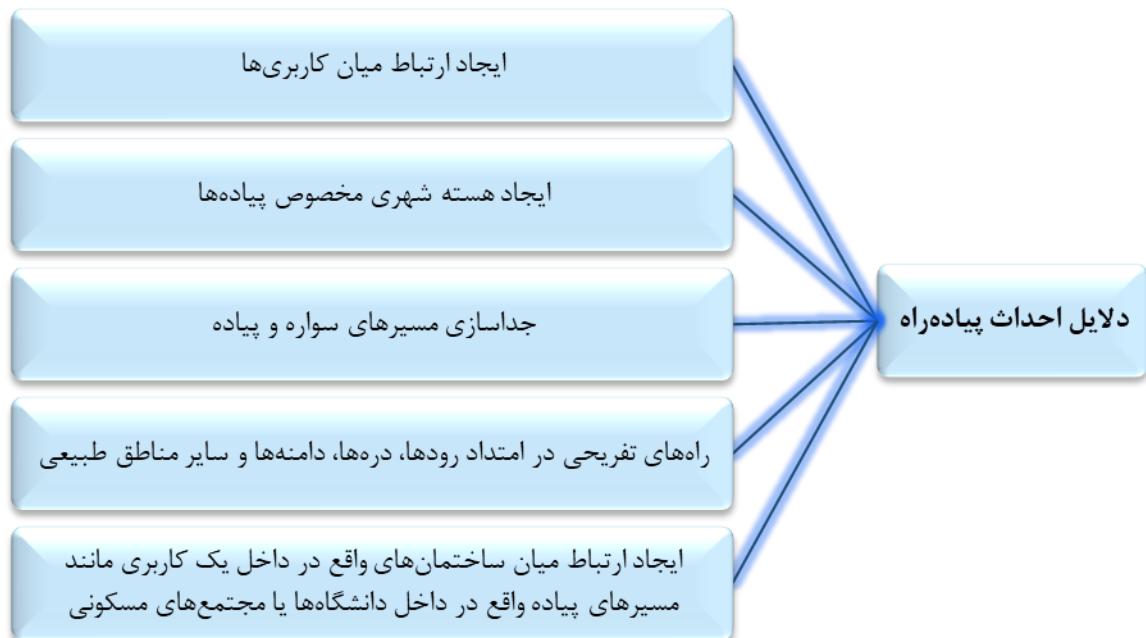 دلایل احداث پیاده‌راه
ایجاد ارتباط میان کاربری‌ها
ایجاد هسته شهری مخصوص پیاده‌ها
جداسازی مسیرهای سواره و پیاده
راه‌های تفریحی در امتداد رودها، دره‌ها، دامنه‌ها و سایر مناطق طبیعی
ایجاد ارتباط میان ساختمان‌های واقع در داخل یک کاربری مانند
مسیرهای پیاده واقع در داخل دانشگاه‌ها یا مجتمع‌های مسکونی